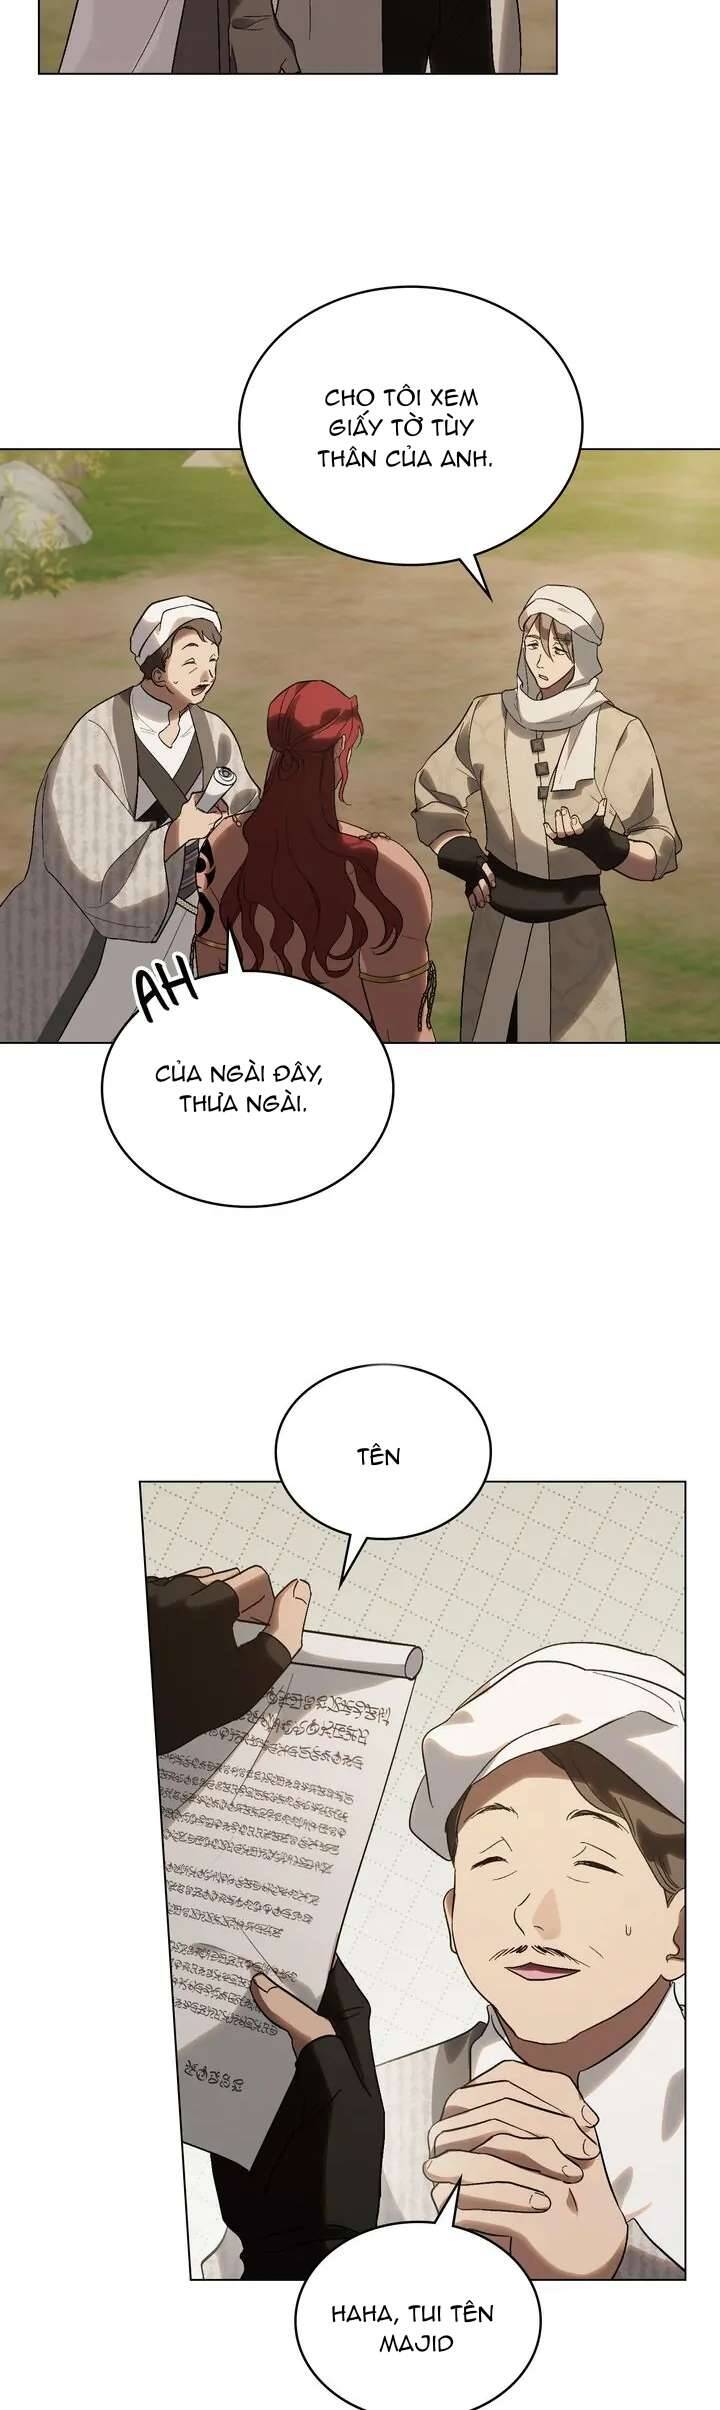 CHO TÔI XEM
GIẤY TỜ TÙY
THÂN CỦA ANH.
AH
CỦA NGÀI ĐÂY,
THƯA NGÀI.
TÊN
HAHA, TUI TÊN
MAJID